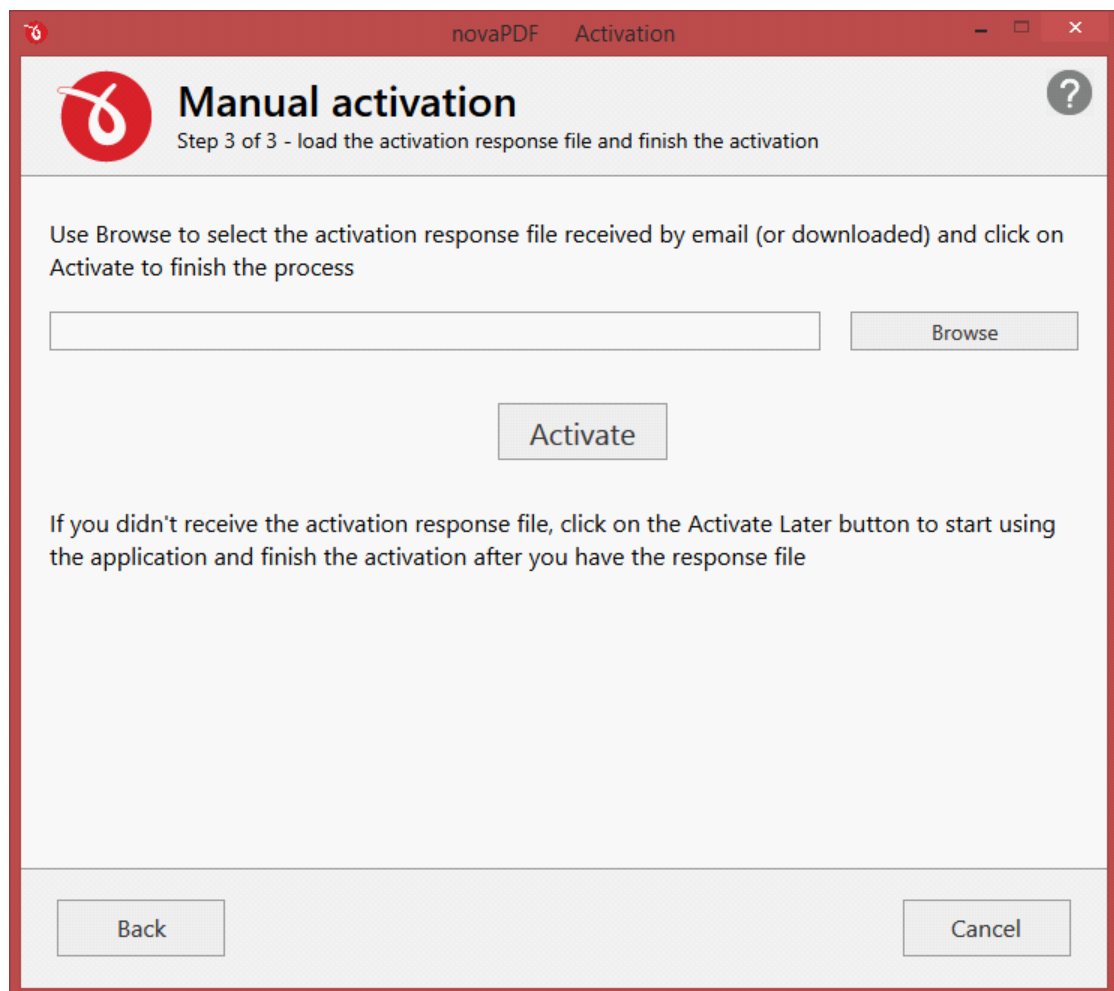 novaPDF Activation
Manual activation
Step 3 of 3 - load the activation response file and finish the activation
?
Use Browse to select the activation response file received by email (or downloaded) and click on
Activate to finish the process
Browse
Activate
If you didn't receive the activation response file, click on the Activate Later button to start using
the application and finish the activation after you have the response file
Back
Cancel